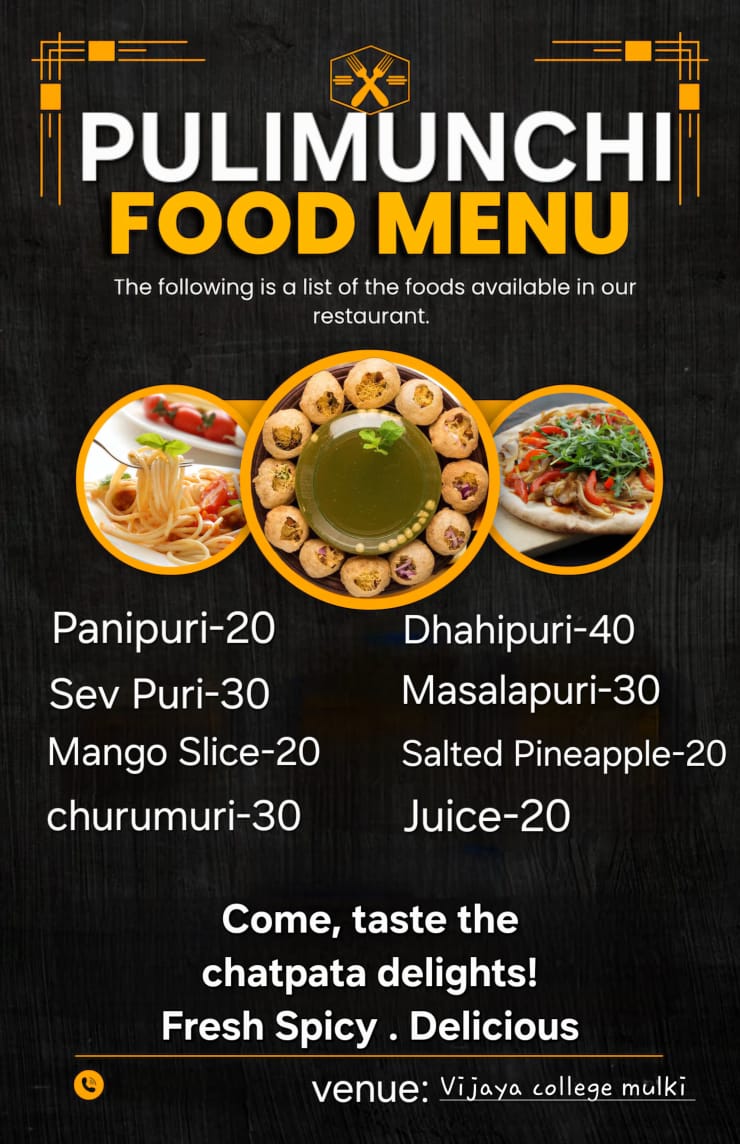 PULIMUNCHI
FOOD MENU
The following is a list of the foods available in our
restaurant.
Panipuri-20
Dhahipuri-40
Sev Puri-30
Masalapuri-30
Mango Slice-20
Salted Pineapple-20
churumuri-30
Juice-20
Come, taste the
chatpata delights!
Fresh Spicy . Delicious
venue: Vijaya college mulki